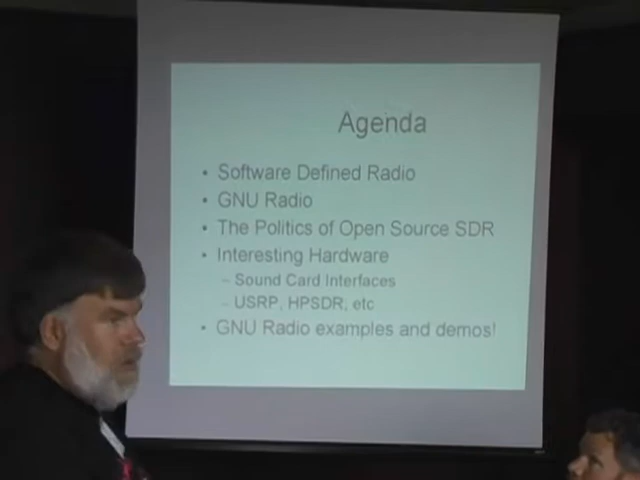 Agenda
• Software Defined Radio
• GNU Radio
• The Politics of Open Source SDR
• Interesting Hardware
– Sound Card Interfaces
– USRP, HPSDR, etc
• GNU Radio examples and demos!